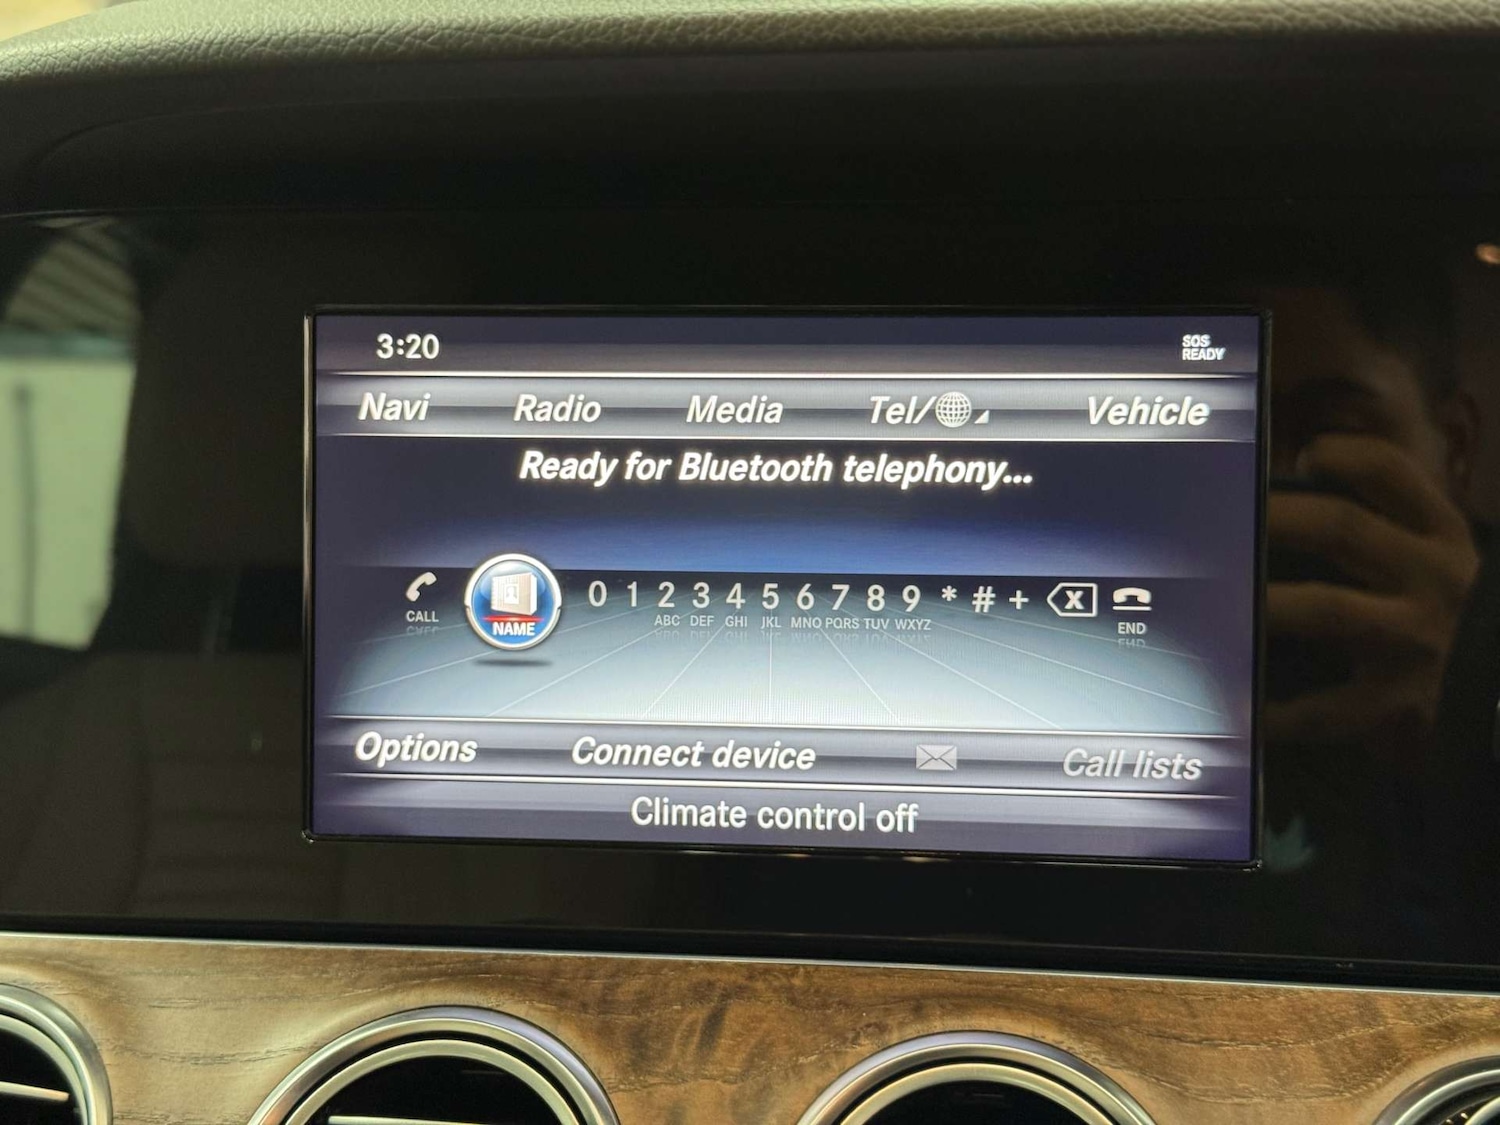 3:20
SOS
READY
Navi Radio Media Tel/ Vehicle
Ready for Bluetooth telephony...
CALL
NAME
0 1 2 3 4 5 6 7 8 9 * # + X
ABC DEF GHI JKL MNO PQRS TUV WXYZ
END
Options Connect device Call lists
Climate control off